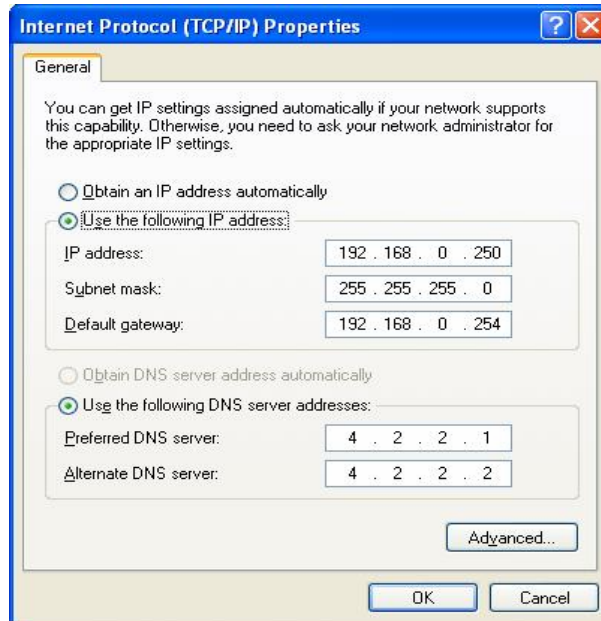 Internet Protocol (TCP/IP) Properties
?
General
You can get IP settings assigned automatically if your network supports
this capability. Otherwise, you need to ask your network administrator for
the appropriate IP settings.
Obtain an IP address automatically
Use the following IP address:
IP address: 192 . 168 . 0 . 250
Subnet mask: 255 . 255 . 255 . 0
Default gateway: 192 . 168 . 0 . 254
Obtain DNS server address automatically
Use the following DNS server addresses:
Preferred DNS server: 4 . 2 . 2 . 1
Alternate DNS server: 4 . 2 . 2 . 2
Advanced...
OK Cancel